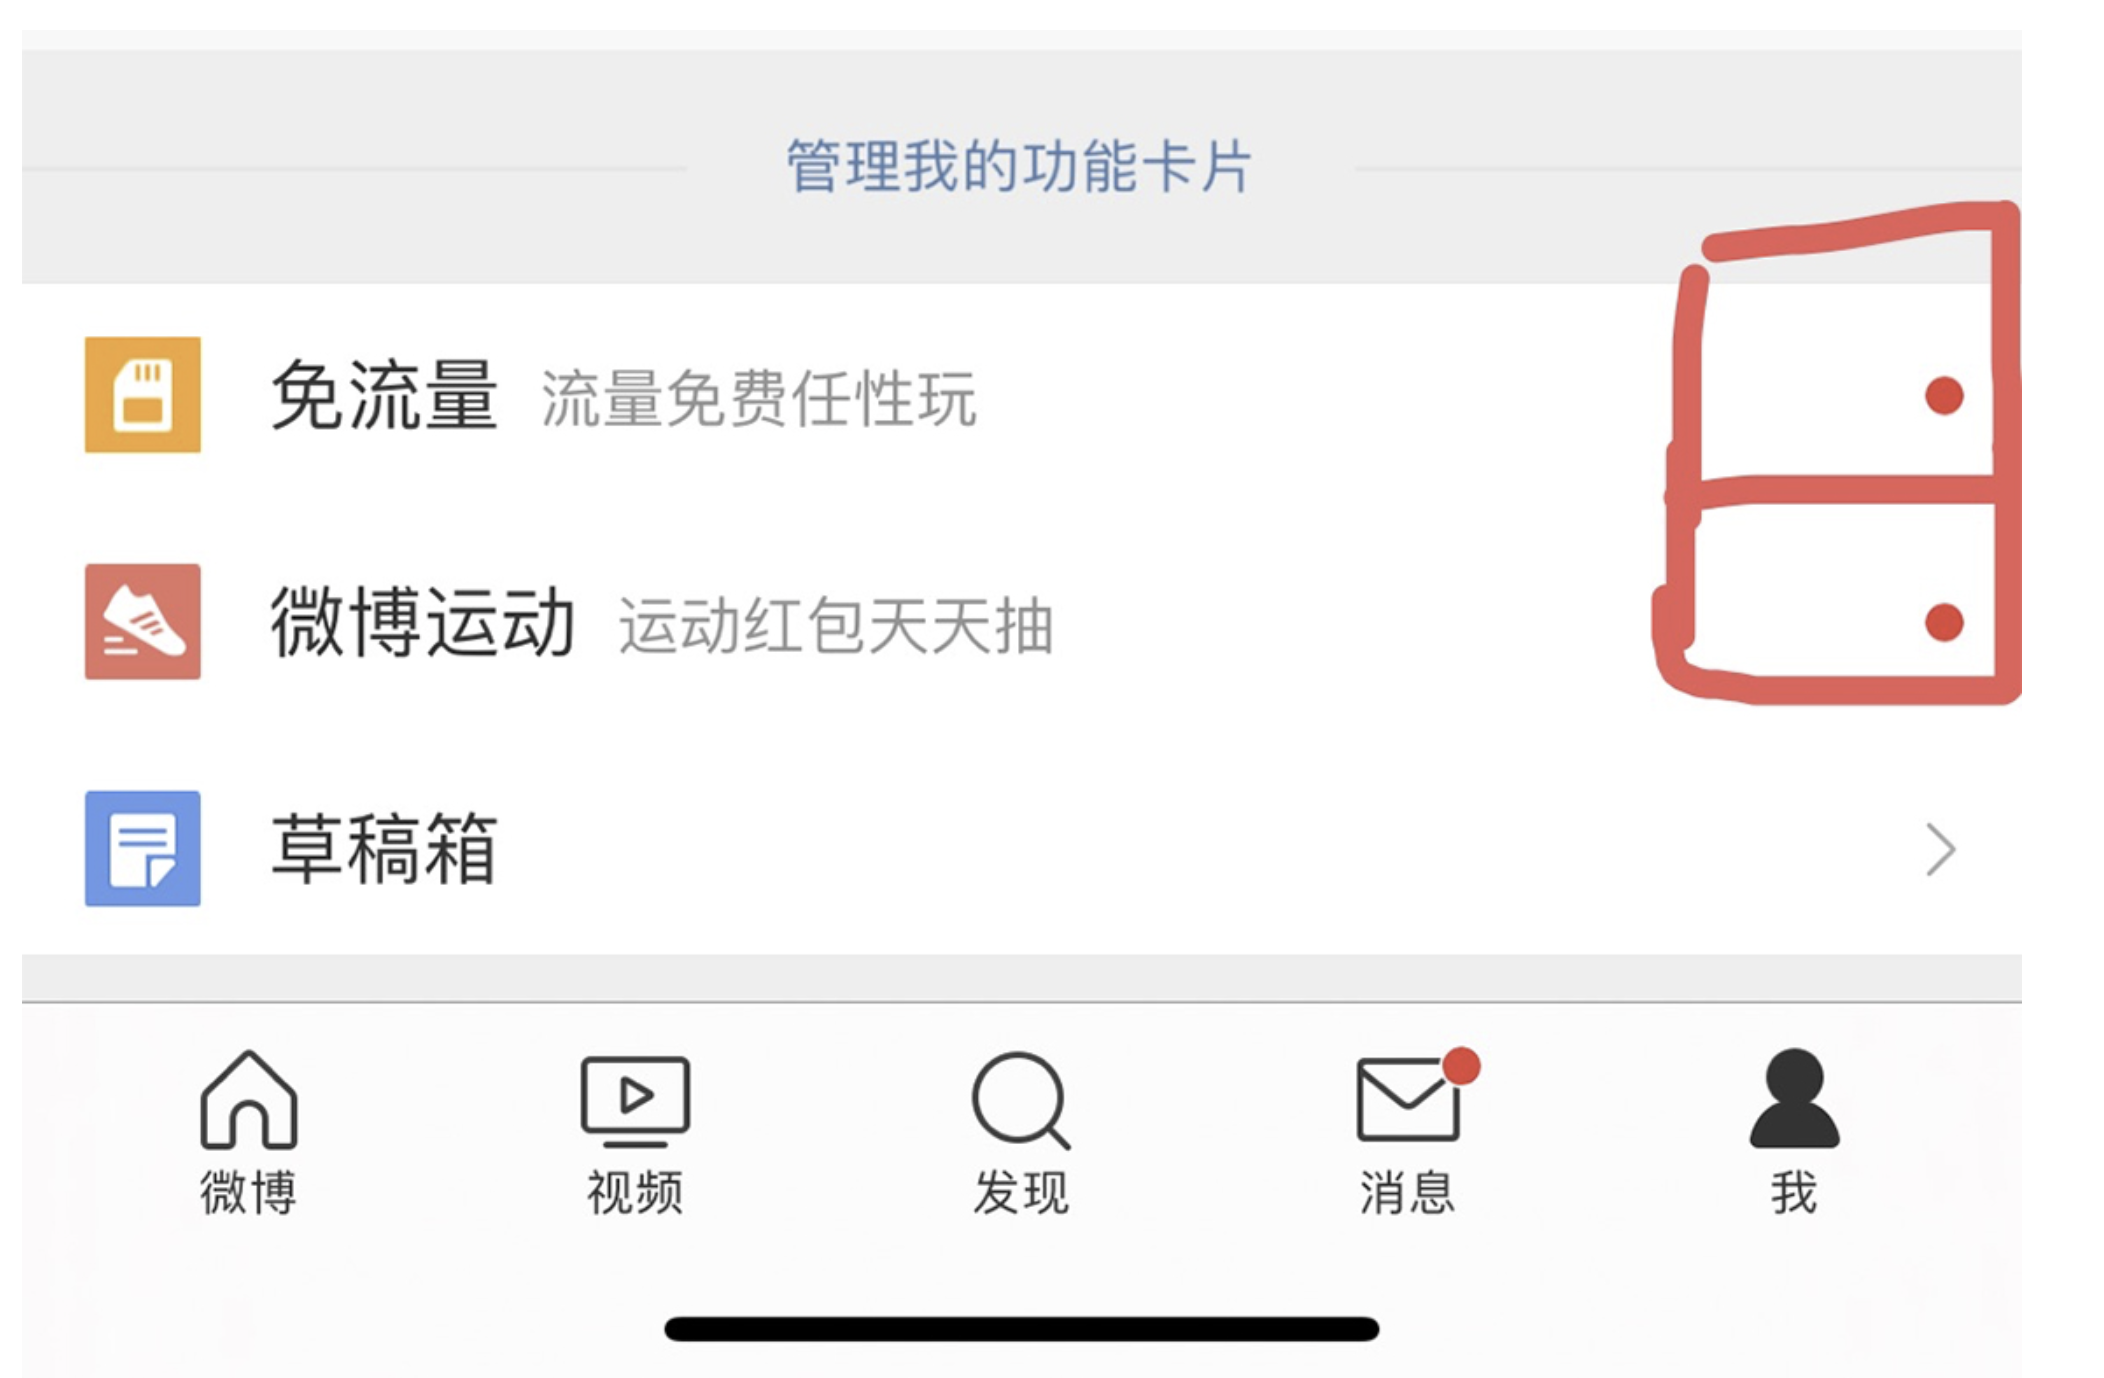 管理我的功能卡片
免流量 流量免费任性玩
微博运动 运动红包天天抽
草稿箱
微博 视频 发现 消息 我